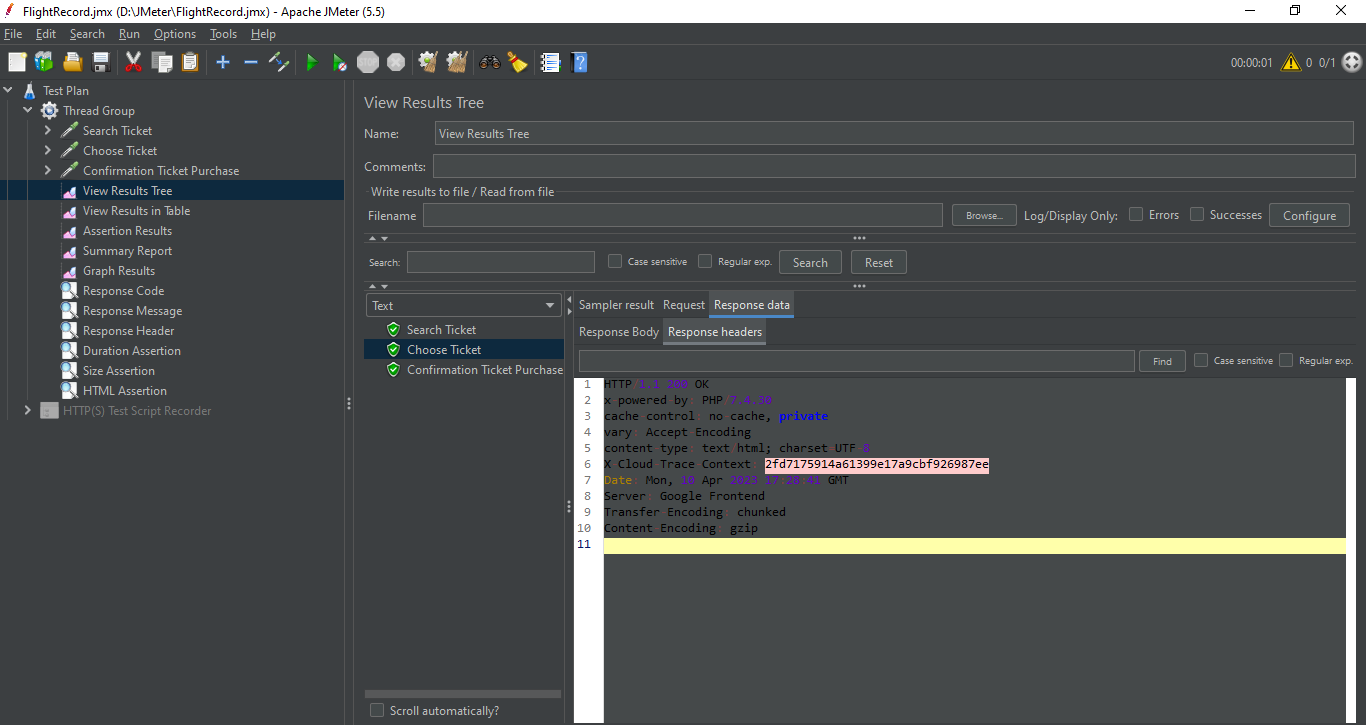 FlightRecord.jmx (D:\JMeter\FlightRecord.jmx) - Apache JMeter (5.5)
File Edit Search Run Options Tools Help
STOP 00:00:01 0 0/1
Test Plan
Thread Group
Search Ticket
Choose Ticket
Confirmation Ticket Purchase
View Results Tree
View Results in Table
Assertion Results
Summary Report
Graph Results
Response Code
Response Message
Response Header
Duration Assertion
Size Assertion
HTML Assertion
HTTP(S) Test Script Recorder
View Results Tree
Name: View Results Tree
Comments:
Write results to file / Read from file
Filename Browse... Log/Display Only: Errors Successes Configure
Search: Case sensitive Regular exp. Search Reset
Text
Search Ticket
Choose Ticket
Confirmation Ticket Purchase
Scroll automatically?
Sampler result Request Response data
Response Body Response headers
Find Case sensitive Regular exp.
1 HTTP 1.1 200 OK
2 x powered by: PHP 7.4.30
3 cache control: no cache, private
4 vary: Accept Encoding
5 content type: text html; charset UTF 8
6 X Cloud Trace Context: 2fd7175914a61399e17a9cbf926987ee
7 Date: Mon, 10 Apr 2023 17:28:41 GMT
8 Server: Google Frontend
9 Transfer Encoding: chunked
10 Content Encoding: gzip
11